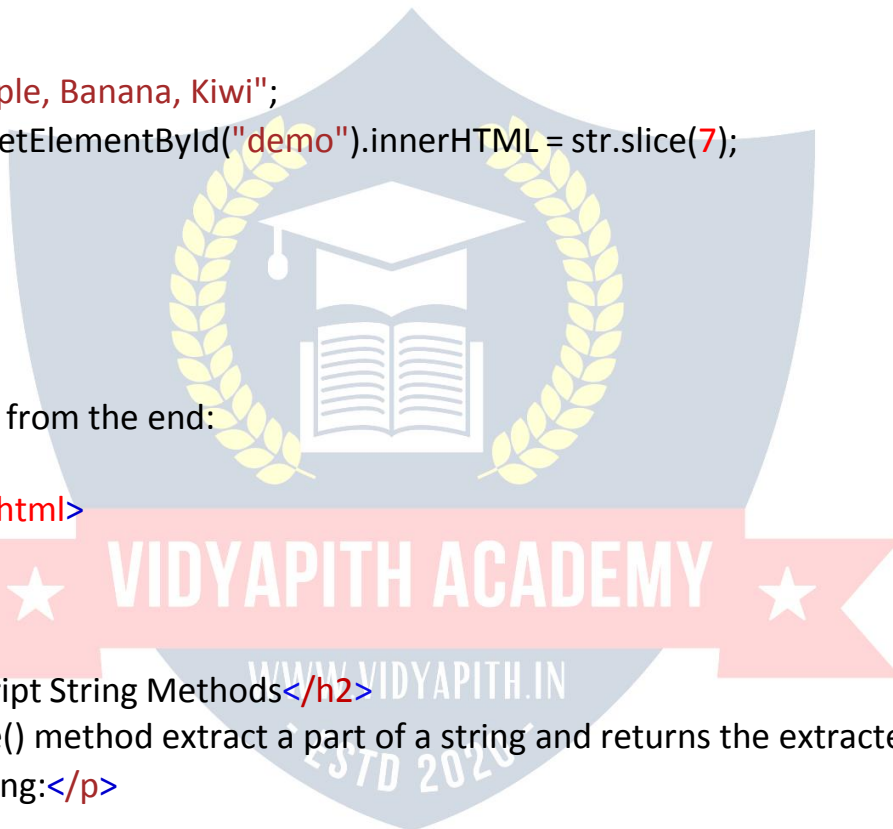 ple, Banana, Kiwi";
etElementById("demo").innerHTML = str.slice(7);
from the end:
html>
VIDYAPITH ACADEMY
ipt String Methods</h2>
WWW.VIDYAPITH.IN
e() method extract a part of a string and returns the extracte
- ESTD 2020 -
ng:</p>